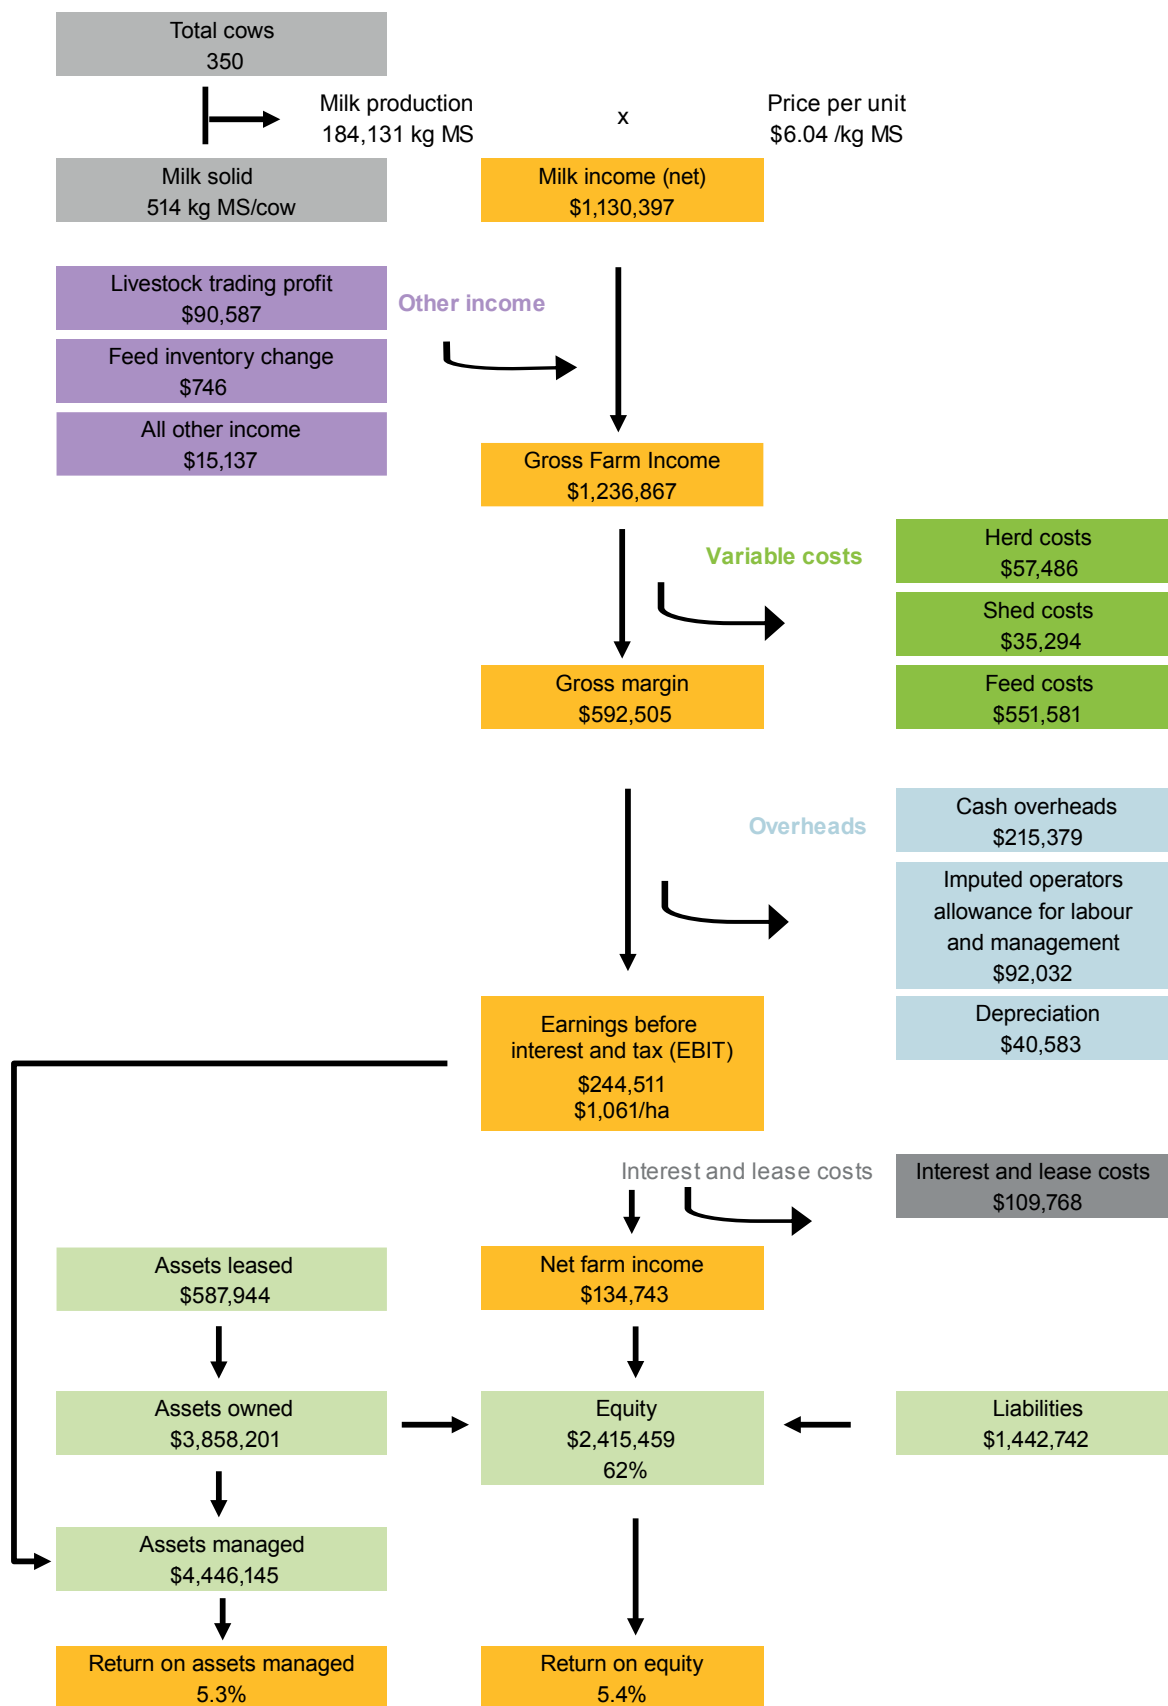 Total cows
350
Milk production
184,131 kg MS
x
Price per unit
$6.04 /kg MS
Milk solid
514 kg MS/cow
Milk income (net)
$1,130,397
Livestock trading profit
$90,587
Other income
Feed inventory change
$746
All other income
$15,137
Gross Farm Income
$1,236,867
Variable costs
Herd costs
$57,486
Shed costs
$35,294
Feed costs
$551,581
Gross margin
$592,505
Overheads
Cash overheads
$215,379
Imputed operators
allowance for labour
and management
$92,032
Depreciation
$40,583
Earnings before
interest and tax (EBIT)
$244,511
$1,061/ha
Interest and lease costs
Interest and lease costs
$109,768
Assets leased
$587,944
Net farm income
$134,743
Assets owned
$3,858,201
Equity
$2,415,459
62%
Liabilities
$1,442,742
Assets managed
$4,446,145
Return on assets managed
5.3%
Return on equity
5.4%